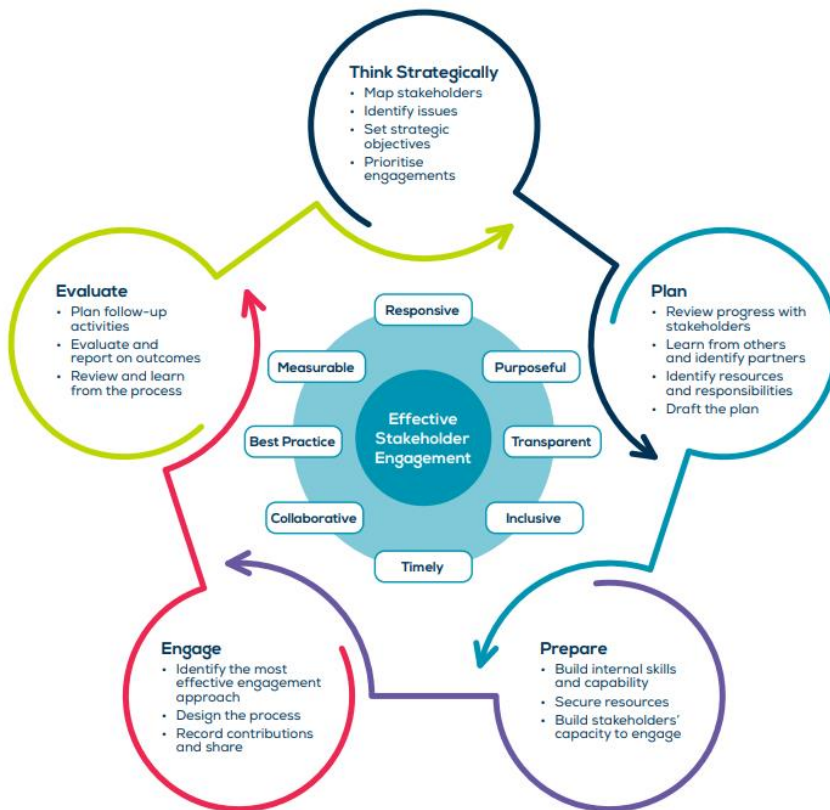 Think Strategically
• Map stakeholders
• Identify issues
• Set strategic
objectives
• Prioritise
engagements
Evaluate
• Plan follow-up
activities
• Evaluate and
report on outcomes
• Review and learn
from the process
Plan
• Review progress with
stakeholders
• Learn from others
and identify partners
• Identify resources
and responsibilities
• Draft the plan
Responsive
Measurable
Purposeful
Effective
Stakeholder
Engagement
Best Practice
Transparent
Collaborative
Inclusive
Timely
Engage
• Identify the most
effective engagement
approach
• Design the process
• Record contributions
and share
Prepare
• Build internal skills
and capability
• Secure resources
• Build stakeholders’
capacity to engage